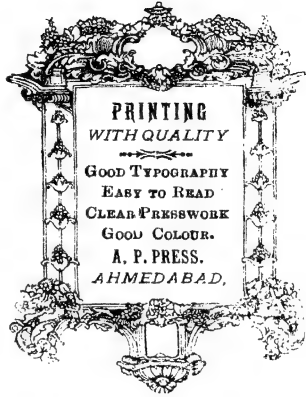 PRINTING
WITH QUALITY
GOOD TYPOGRAPHY
EASY TO READ
CLEAR PRESSWORK
GOOD COLOUR.
A. P. PRESS.
AHMEDABAD,